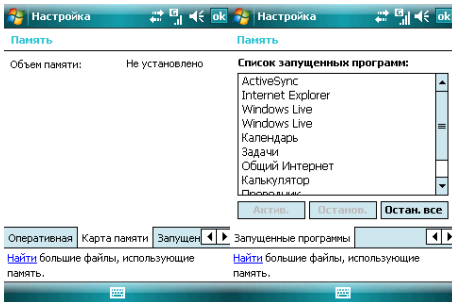 Настройка ok
Память
Объем памяти: Не установлено
Оперативная Карта памяти Запущен
Найти большие файлы, использующие
память.
Настройка ok
Память
Список запущенных программ:
ActiveSync
Internet Explorer
Windows Live
Windows Live
Календарь
Задачи
Общий Интернет
Калькулятор
Проводник
Актив. Останов. Остан. все
Запущенные программы
Найти большие файлы, использующие
память.